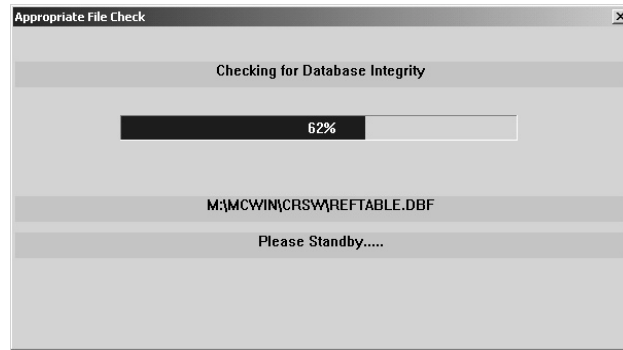 Appropriate File Check
Checking for Database Integrity
62%
M:\MCWIN\CRSW\REFTABLE.DBF
Please Standby.....